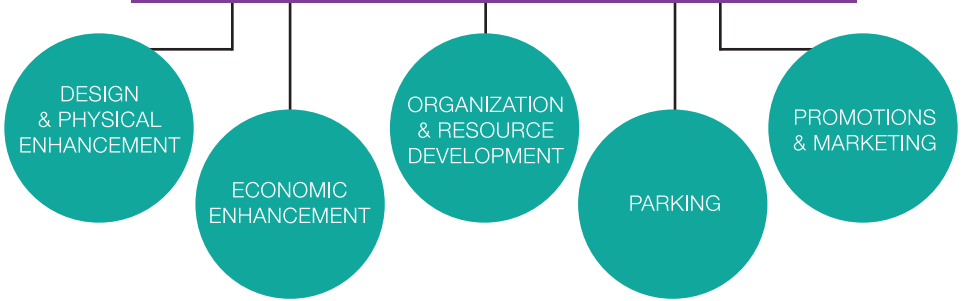 DESIGN
& PHYSICAL
ENHANCEMENT
ECONOMIC
ENHANCEMENT
ORGANIZATION
& RESOURCE
DEVELOPMENT
PARKING
PROMOTIONS
& MARKETING